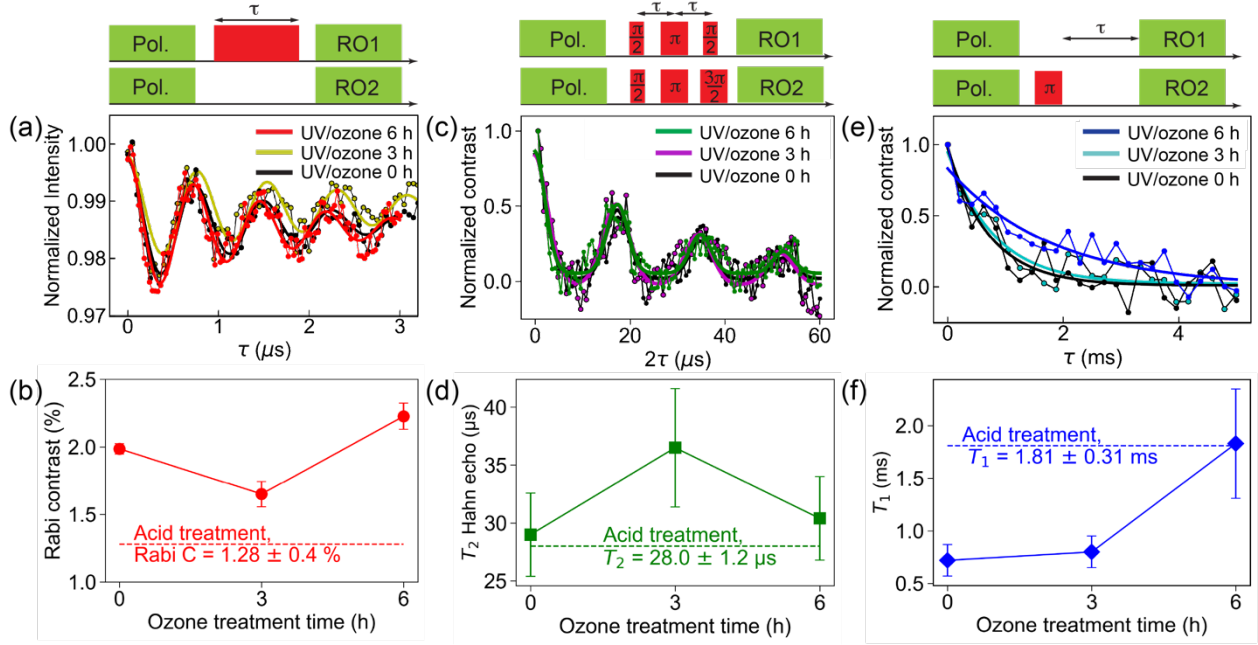 τ
Pol.
RO1
Pol.
RO2
τ
τ
Pol.
π/2
π
π/2
RO1
Pol.
π/2
π
3π/2
RO2
τ
Pol.
RO1
Pol.
π
RO2
(a)
Normalized Intensity
1.00
0.99
0.98
0.97
UV/ozone 6 h
UV/ozone 3 h
UV/ozone 0 h
0
1
2
3
τ (μs)
(c)
Normalized contrast
1.0
0.5
0.0
UV/ozone 6 h
UV/ozone 3 h
UV/ozone 0 h
0
20
40
60
2τ (μs)
(e)
Normalized contrast
1.0
0.5
0.0
UV/ozone 6 h
UV/ozone 3 h
UV/ozone 0 h
0
2
4
τ (ms)
(b)
Rabi contrast (%)
2.5
2.0
1.5
1.0
Acid treatment,
Rabi C = 1.28 ± 0.4 %
0
3
6
Ozone treatment time (h)
(d)
T2 Hahn echo (μs)
40
35
30
25
Acid treatment,
T2 = 28.0 ± 1.2 μs
0
3
6
Ozone treatment time (h)
(f)
T1 (ms)
2.0
1.5
1.0
0.5
Acid treatment,
T1 = 1.81 ± 0.31 ms
0
3
6
Ozone treatment time (h)